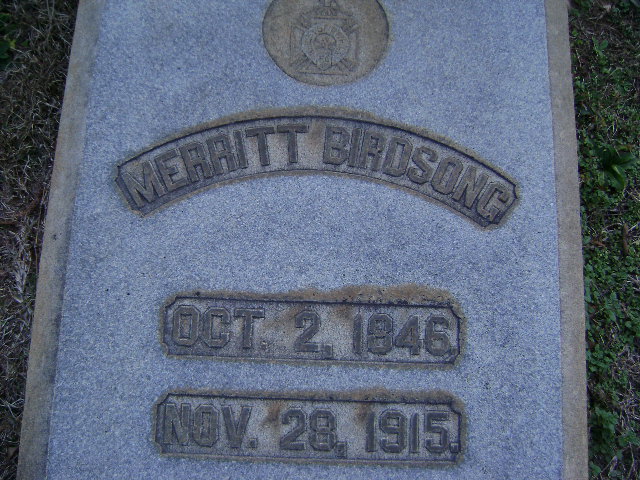 MERRITT BIRDSONG
OCT. 2, 1846.
NOV. 28, 1915.